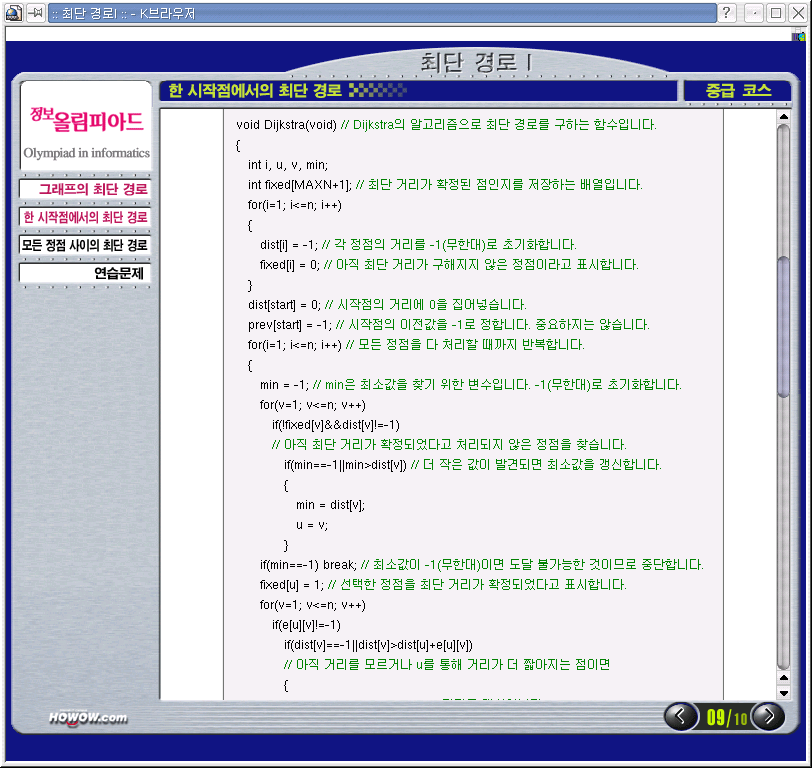 :: 최단 경로I :: - K브라우저
최단 경로 I
정보올림피아드
Olympiad in informatics
그래프의 최단 경로
한 시작점에서의 최단 경로
모든 정점 사이의 최단 경로
연습문제
한 시작점에서의 최단 경로
중급 코스
void Dijkstra(void) // Dijkstra의 알고리즘으로 최단 경로를 구하는 함수입니다.
{
int i, u, v, min;
int fixed[MAXN+1]; // 최단 거리가 확정된 점인지를 저장하는 배열입니다.
for(i=1; i<=n; i++)
{
dist[i] = -1; // 각 정점의 거리를 -1(무한대)로 초기화합니다.
fixed[i] = 0; // 아직 최단 거리가 구해지지 않은 정점이라고 표시합니다.
}
dist[start] = 0; // 시작점의 거리에 0을 집어넣습니다.
prev[start] = -1; // 시작점의 이전값을 -1로 정합니다. 중요하지는 않습니다.
for(i=1; i<=n; i++) // 모든 정점을 다 처리할 때까지 반복합니다.
{
min = -1; // min은 최소값을 찾기 위한 변수입니다. -1(무한대)로 초기화합니다.
for(v=1; v<=n; v++)
if(!fixed[v]&&dist[v]!=-1)
// 아직 최단 거리가 확정되었다고 처리되지 않은 정점을 찾습니다.
if(min==-1||min>dist[v]) // 더 작은 값이 발견되면 최소값을 갱신합니다.
{
min = dist[v];
u = v;
}
if(min==-1) break; // 최소값이 -1(무한대)이면 도달 불가능한 것이므로 중단합니다.
fixed[u] = 1; // 선택한 정점을 최단 거리가 확정되었다고 표시합니다.
for(v=1; v<=n; v++)
if(e[u][v]!=-1)
if(dist[v]==-1||dist[v]>dist[u]+e[u][v])
// 아직 거리를 모르거나 u를 통해 거리가 더 짧아지는 점이면
{
HOWOW.com
09/10